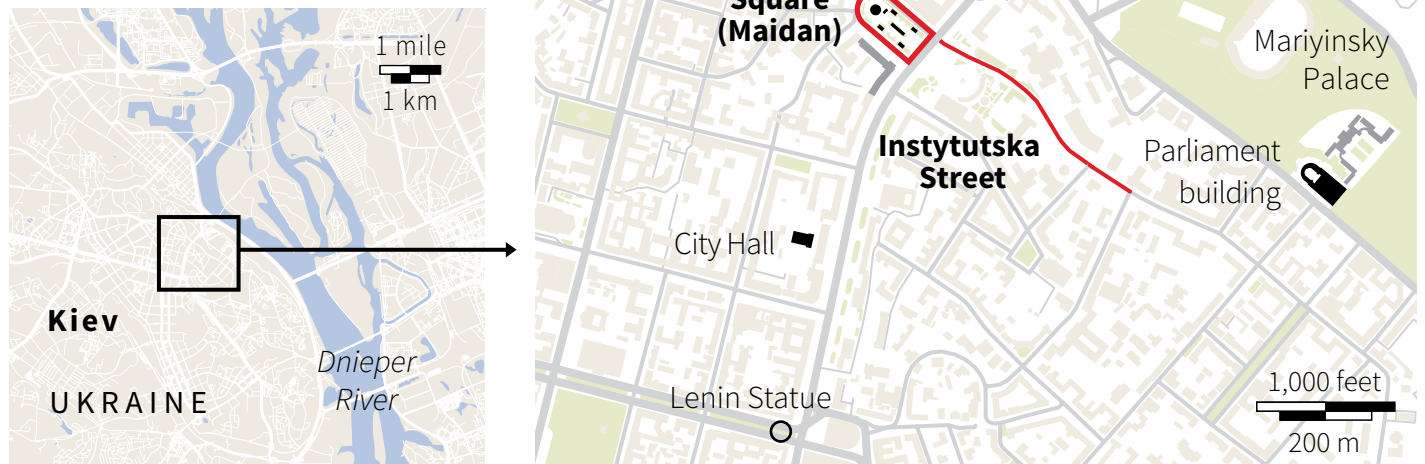 1 mile
1 km
Kiev
UKRAINE
Dnieper
River
Square
(Maidan)
Instytutska
Street
Mariyinsky
Palace
Parliament
building
City Hall
Lenin Statue
1,000 feet
200 m